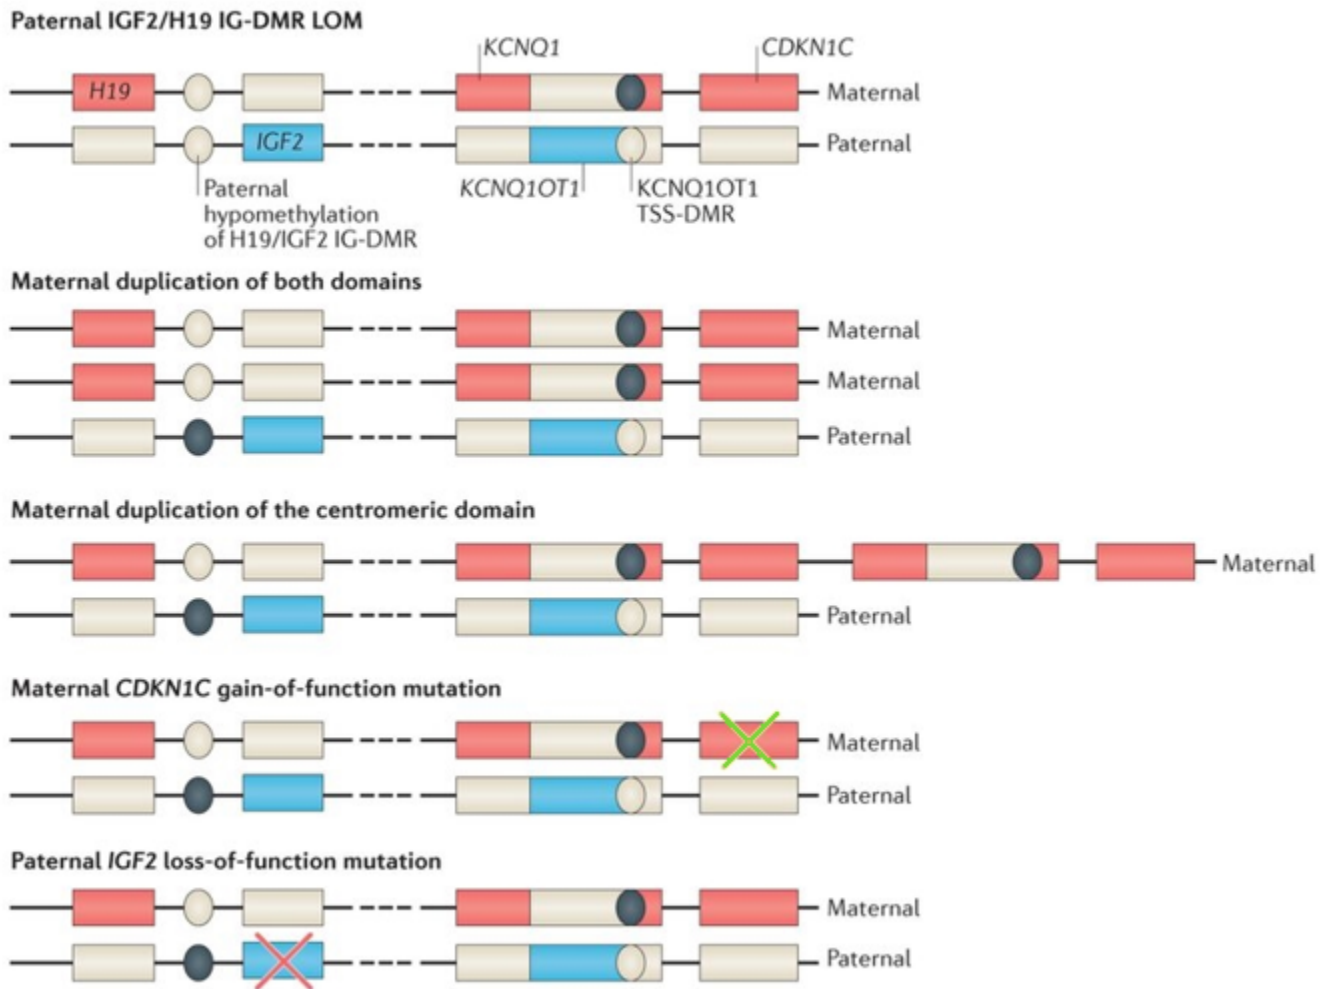 Paternal IGF2/H19 IG-DMR LOM
KCNQ1
CDKN1C
H19
Maternal
IGF2
Paternal
Paternal
hypomethylation
of H19/IGF2 IG-DMR
KCNQ1OT1
KCNQ1OT1
TSS-DMR
Maternal duplication of both domains
Maternal
Maternal
Paternal
Maternal duplication of the centromeric domain
Maternal
Paternal
Maternal CDKN1C gain-of-function mutation
Maternal
Paternal
Paternal IGF2 loss-of-function mutation
Maternal
Paternal